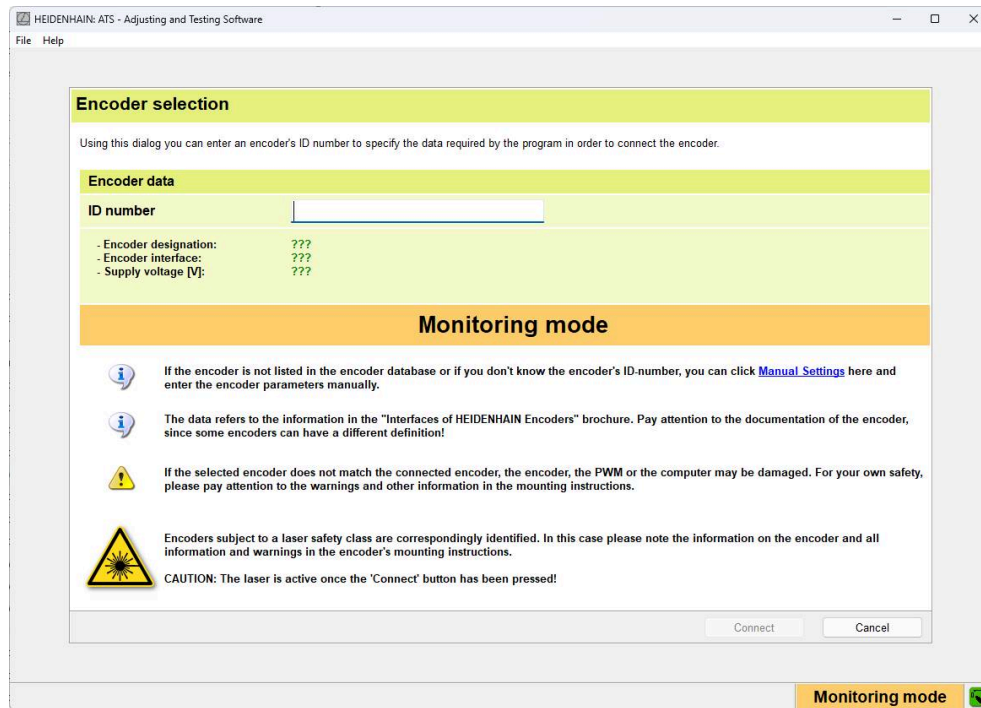 HEIDENHAIN: ATS - Adjusting and Testing Software
File Help
Encoder selection
Using this dialog you can enter an encoder's ID number to specify the data required by the program in order to connect the encoder.
Encoder data
ID number
- Encoder designation: ???
- Encoder interface: ???
- Supply voltage [V]: ???
Monitoring mode
If the encoder is not listed in the encoder database or if you don't know the encoder's ID-number, you can click Manual Settings here and
enter the encoder parameters manually.
The data refers to the information in the "Interfaces of HEIDENHAIN Encoders" brochure. Pay attention to the documentation of the encoder,
since some encoders can have a different definition!
If the selected encoder does not match the connected encoder, the encoder, the PWM or the computer may be damaged. For your own safety,
please pay attention to the warnings and other information in the mounting instructions.
Encoders subject to a laser safety class are correspondingly identified. In this case please note the information on the encoder and all
information and warnings in the encoder's mounting instructions.
CAUTION: The laser is active once the 'Connect' button has been pressed!
Connect Cancel
Monitoring mode